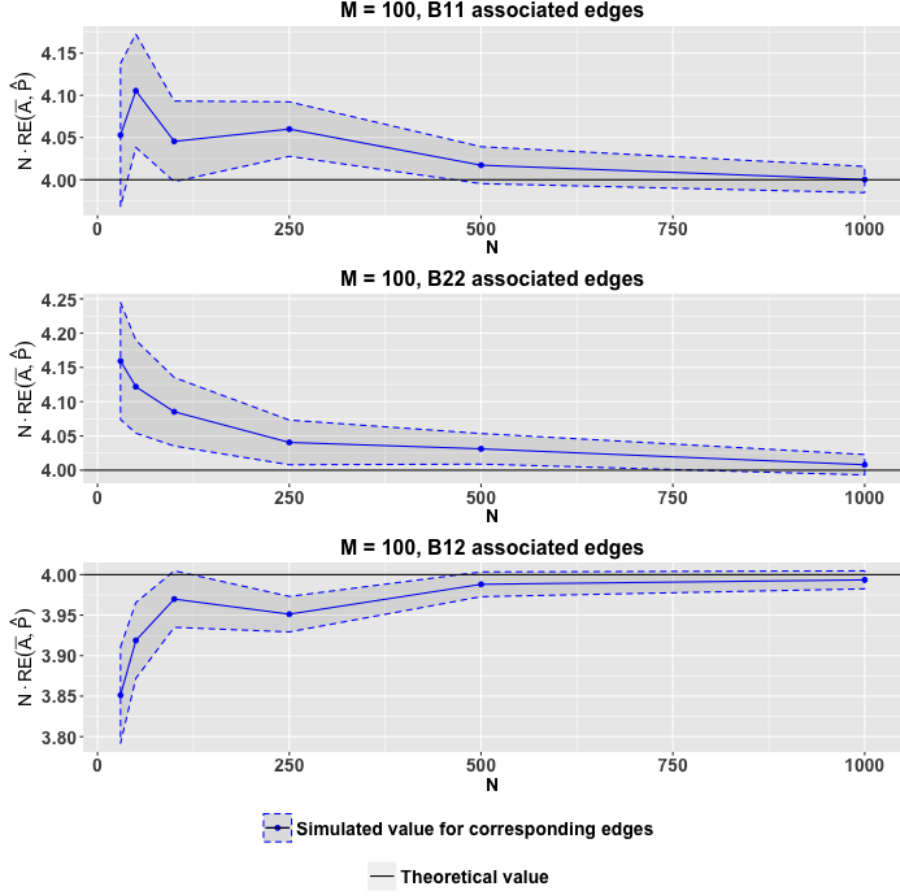 M = 100, B11 associated edges
N · RE(A̅, P̂)
4.15
4.10
4.05
4.00
0 250 500 750 1000
N
M = 100, B22 associated edges
N · RE(A̅, P̂)
4.25
4.20
4.15
4.10
4.05
4.00
0 250 500 750 1000
N
M = 100, B12 associated edges
N · RE(A̅, P̂)
4.00
3.95
3.90
3.85
3.80
0 250 500 750 1000
N
Simulated value for corresponding edges
Theoretical value